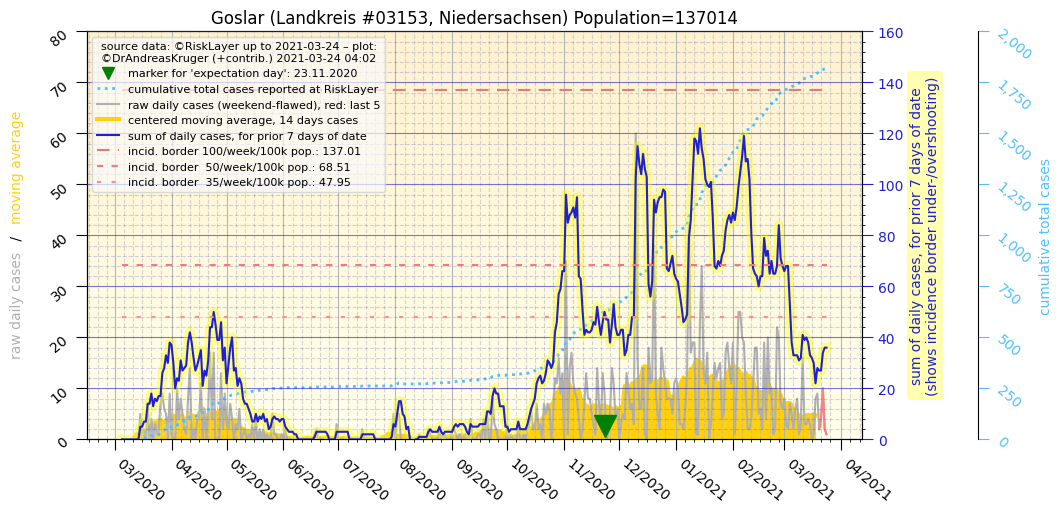 Goslar (Landkreis #03153, Niedersachsen) Population=137014
source data: ©RiskLayer up to 2021-03-24 – plot:
©DrAndreasKruger (+contrib.) 2021-03-24 04:02
marker for 'expectation day': 23.11.2020
cumulative total cases reported at RiskLayer
raw daily cases (weekend-flawed), red: last 5
centered moving average, 14 days cases
sum of daily cases, for prior 7 days of date
incid. border 100/week/100k pop.: 137.01
incid. border 50/week/100k pop.: 68.51
incid. border 35/week/100k pop.: 47.95
raw daily cases / moving average
80
70
60
50
40
30
20
10
0
160
140
120
100
80
60
40
20
0
sum of daily cases, for prior 7 days of date
(shows incidence border under-/overshooting)
2,000
1,750
1,500
1,250
1,000
750
500
250
0
cumulative total cases
03/2020
04/2020
05/2020
06/2020
07/2020
08/2020
09/2020
10/2020
11/2020
12/2020
01/2021
02/2021
03/2021
04/2021